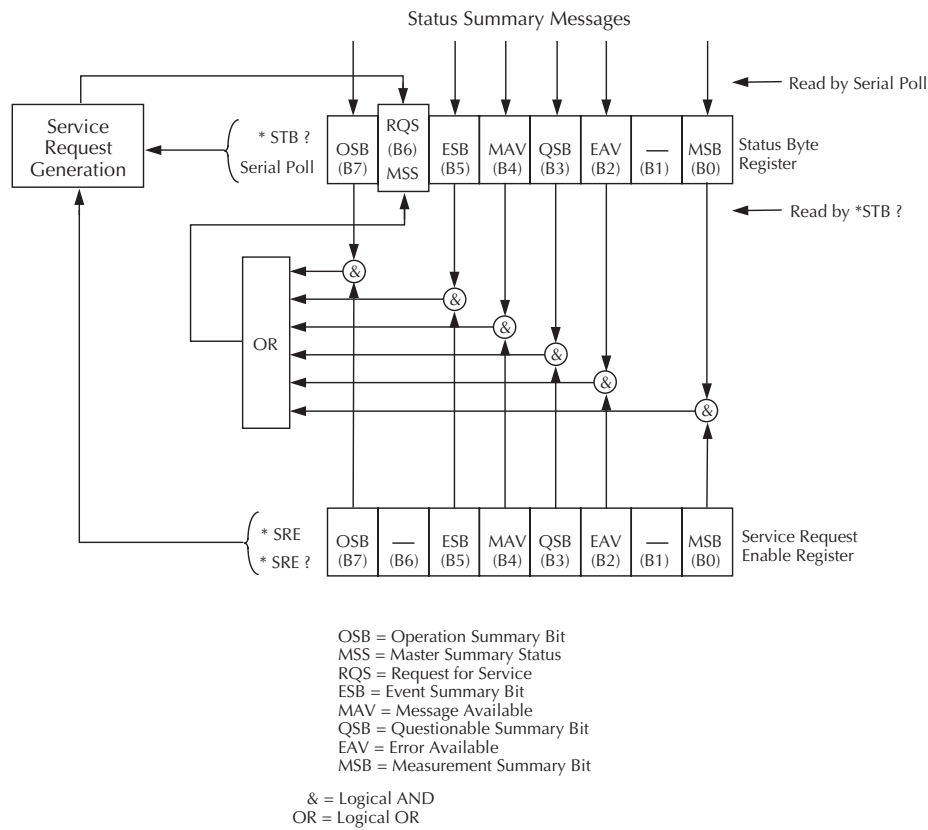 Status Summary Messages
Read by Serial Poll
Service
Request
Generation
* STB ?
Serial Poll
OSB
(B7)
RQS
(B6)
MSS
ESB
(B5)
MAV
(B4)
QSB
(B3)
EAV
(B2)
—
(B1)
MSB
(B0)
Status Byte
Register
Read by *STB ?
OR
&
&
&
&
&
&
* SRE
* SRE ?
OSB
(B7)
—
(B6)
ESB
(B5)
MAV
(B4)
QSB
(B3)
EAV
(B2)
—
(B1)
MSB
(B0)
Service Request
Enable Register
OSB = Operation Summary Bit
MSS = Master Summary Status
RQS = Request for Service
ESB = Event Summary Bit
MAV = Message Available
QSB = Questionable Summary Bit
EAV = Error Available
MSB = Measurement Summary Bit
& = Logical AND
OR = Logical OR